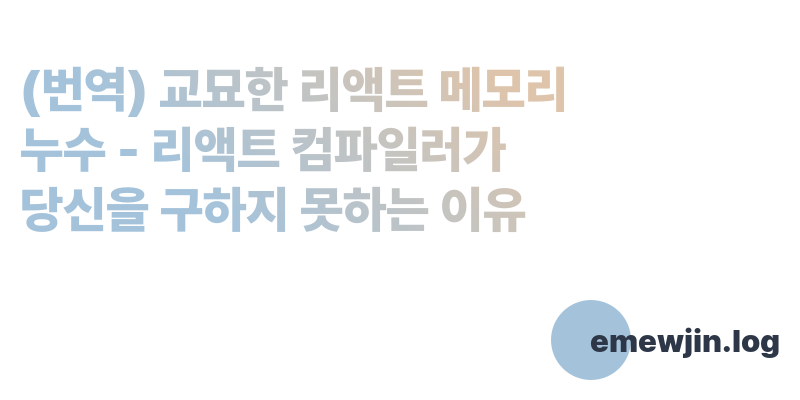 (번역) 교묘한 리액트 메모리
누수 - 리액트 컴파일러가
당신을 구하지 못하는 이유
emewjin.log